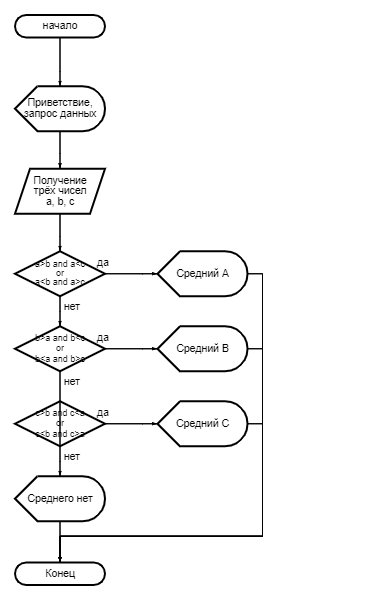 начало
Приветствие,
запрос данных
Получение
трёх чисел
a, b, c
a>b and a<c
or
a<b and a>c
да
Средний A
нет
b>a and b<c
or
b<a and b>c
да
Средний B
нет
c>b and c<a
or
c<b and c>a
да
Средний C
нет
Среднего нет
Конец